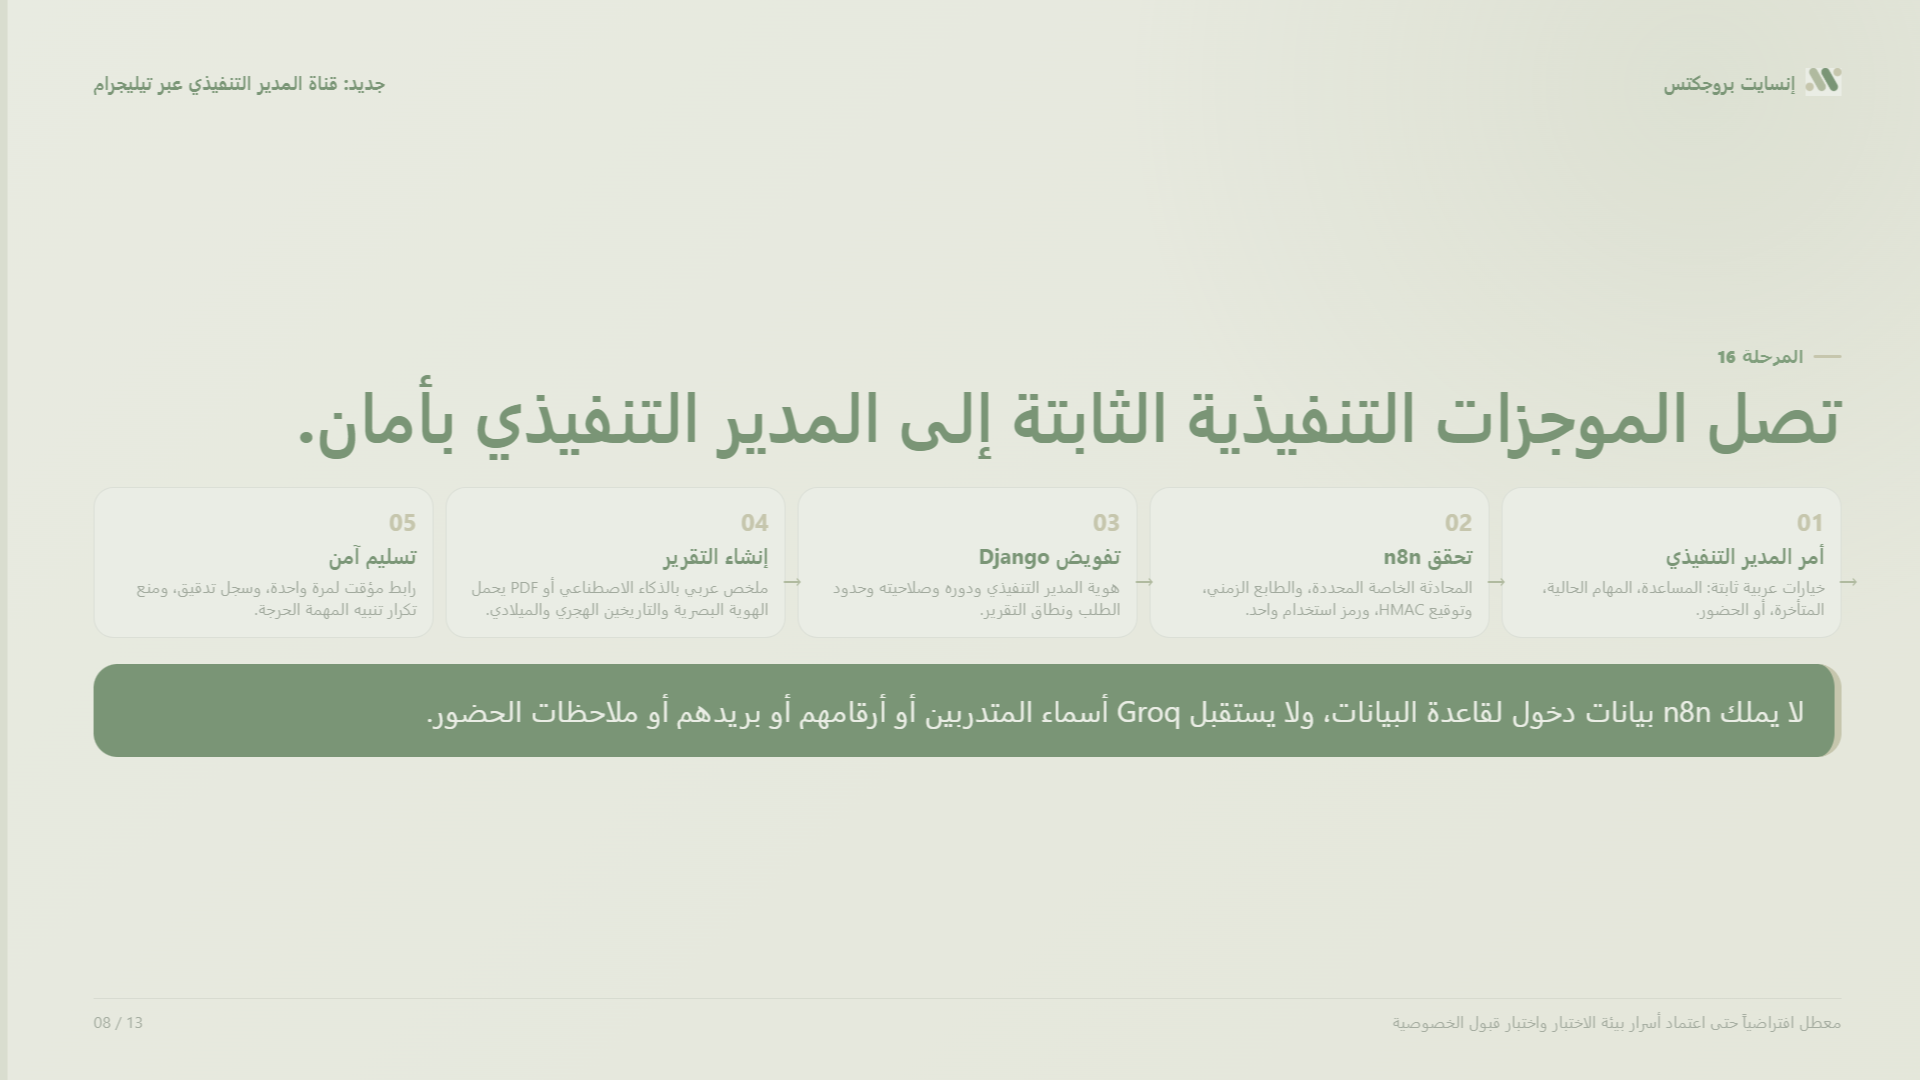 إنسايت بروجكتس
جديد: قناة المدير التنفيذي عبر تيليجرام
المرحلة 16
تصل الموجزات التنفيذية الثابتة إلى المدير التنفيذي بأمان.
01
أمر المدير التنفيذي
خيارات عربية ثابتة: المساعدة، المهام الحالية،
المتأخرة، أو الحضور.
→
02
تحقق n8n
المحادثة الخاصة المحددة، والطابع الزمني،
وتوقيع HMAC، ورمز استخدام واحد.
→
03
تفويض Django
هوية المدير التنفيذي ودوره وصلاحيته وحدود
الطلب ونطاق التقرير.
→
04
إنشاء التقرير
ملخص عربي بالذكاء الاصطناعي أو PDF يحمل
الهوية البصرية والتاريخين الهجري والميلادي.
→
05
تسليم آمن
رابط مؤقت لمرة واحدة، وسجل تدقيق، ومنع
تكرار تنبيه المهمة الحرجة.
لا يملك n8n بيانات دخول لقاعدة البيانات، ولا يستقبل Groq أسماء المتدربين أو أرقامهم أو بريدهم أو ملاحظات الحضور.
معطل افتراضياً حتى اعتماد أسرار بيئة الاختبار واختبار قبول الخصوصية
08 / 13